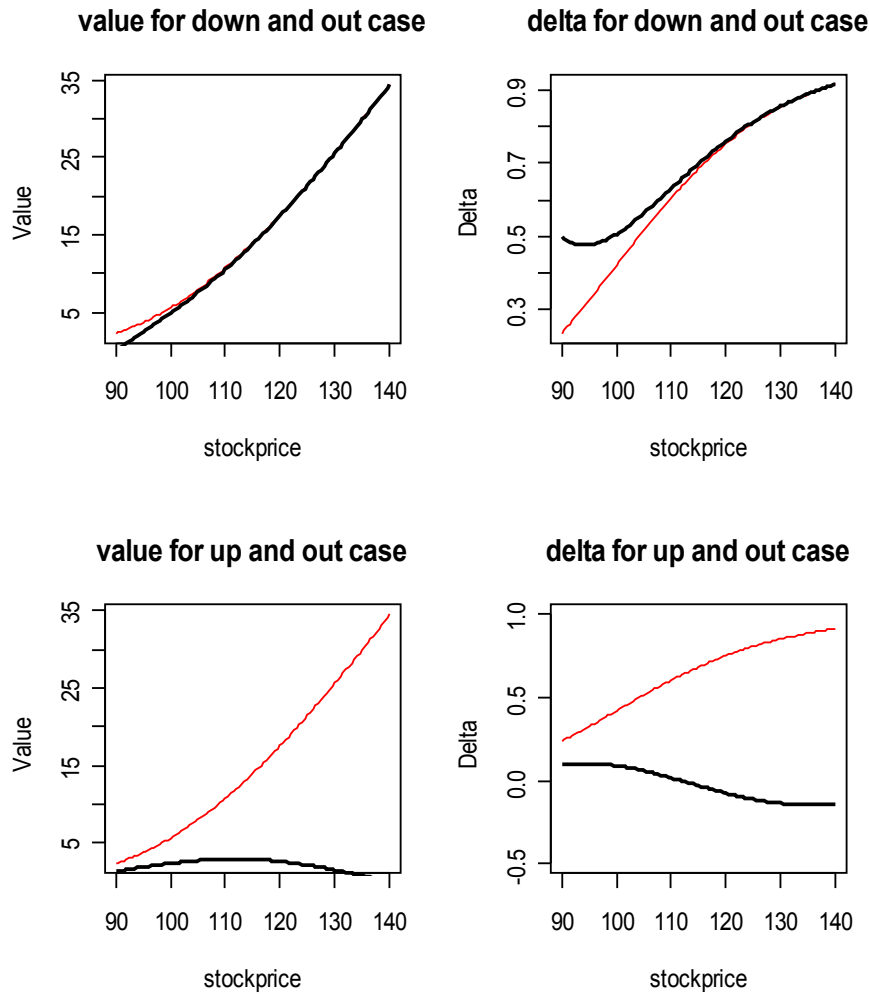 value for down and out case
35
25
15
5
Value
90 100 110 120 130 140
stockprice
delta for down and out case
0.9
0.7
0.5
0.3
Delta
90 100 110 120 130 140
stockprice
value for up and out case
35
25
15
5
Value
90 100 110 120 130 140
stockprice
delta for up and out case
1.0
0.5
0.0
-0.5
Delta
90 100 110 120 130 140
stockprice